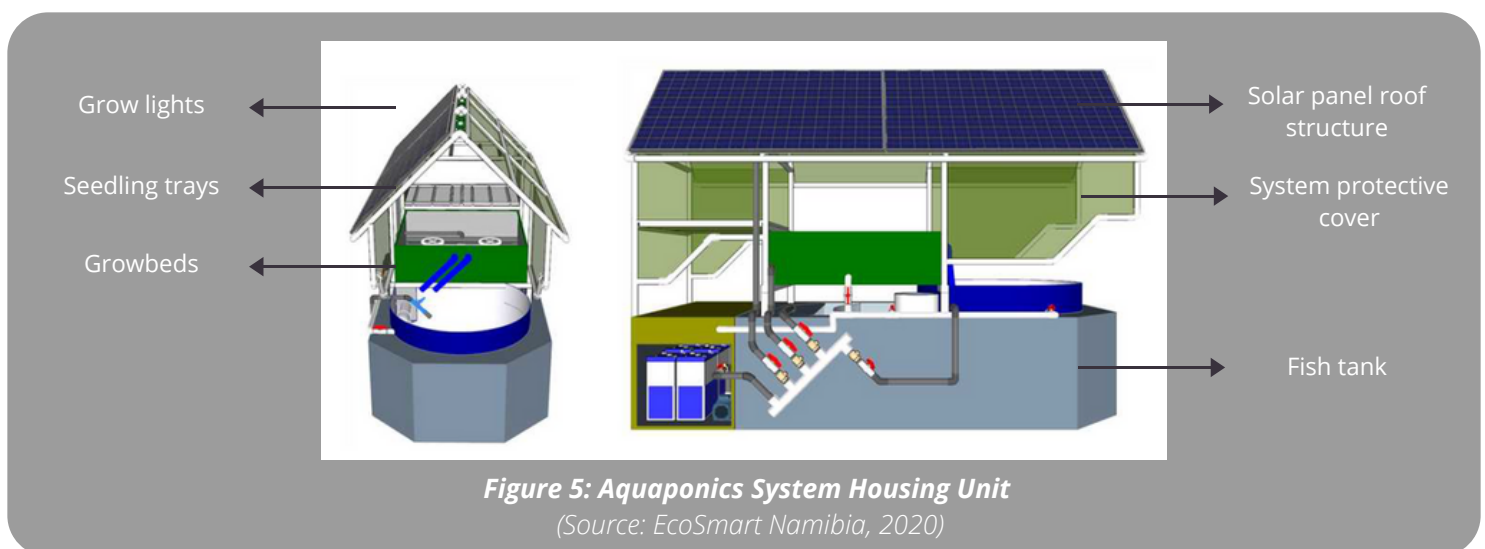 Grow lights
Seedling trays
Growbeds
Solar panel roof
structure
System protective
cover
Fish tank
Figure 5: Aquaponics System Housing Unit
(Source: EcoSmart Namibia, 2020)